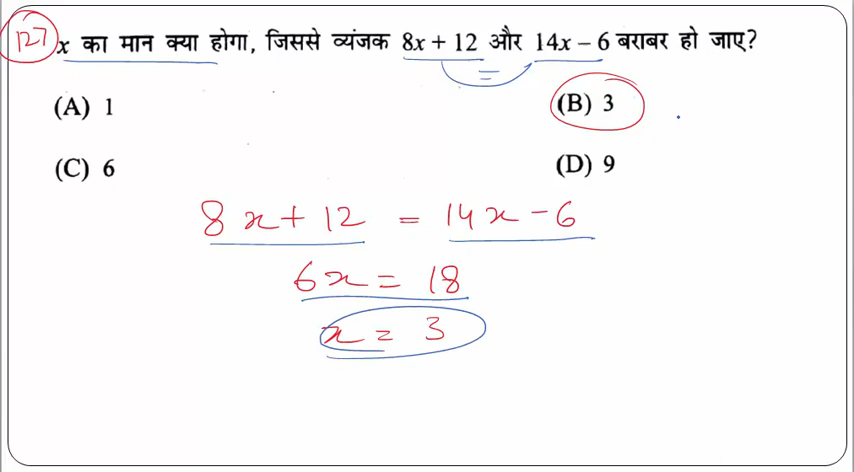 127 x का मान क्या होगा, जिससे व्यंजक 8x + 12 और 14x – 6 बराबर हो जाए?
=
(A) 1 (B) 3
(C) 6 (D) 9
8x + 12 = 14x – 6
6x = 18
x = 3